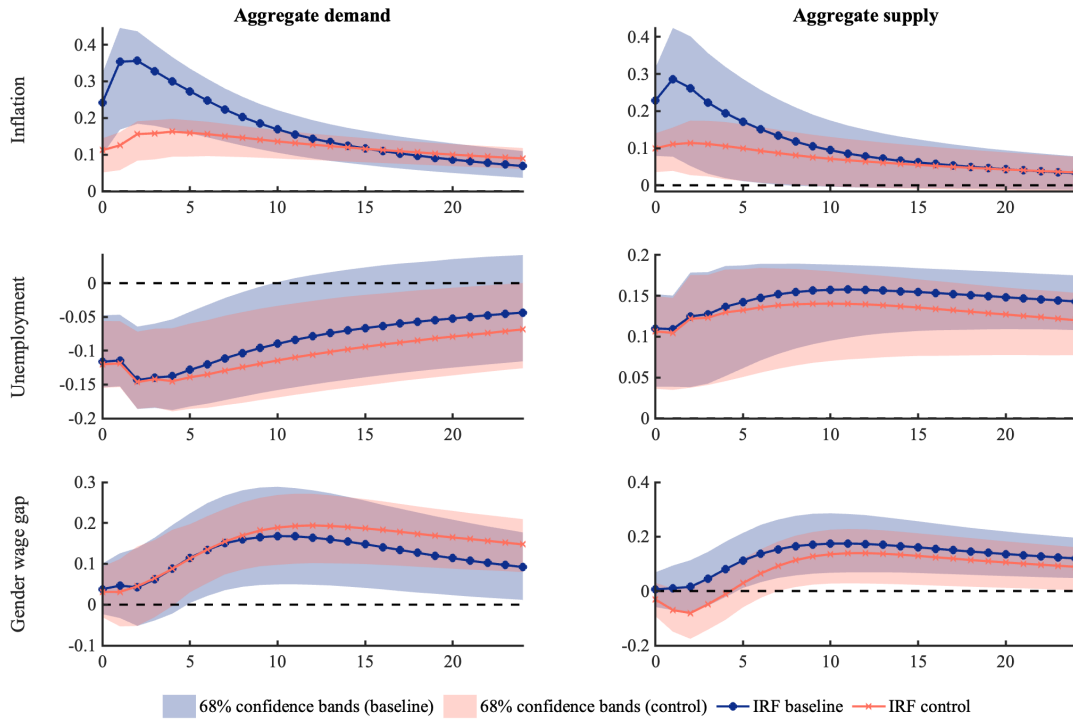 Aggregate demand
Aggregate supply
Inflation
0.4
0.3
0.2
0.1
0
0 5 10 15 20
0.4
0.3
0.2
0.1
0
0 5 10 15 20
Unemployment
0
-0.05
-0.1
-0.15
-0.2
0 5 10 15 20
0.2
0.15
0.1
0.05
0
0 5 10 15 20
Gender wage gap
0.3
0.2
0.1
0
-0.1
0 5 10 15 20
0.4
0.2
0
-0.2
0 5 10 15 20
68% confidence bands (baseline) 68% confidence bands (control) IRF baseline IRF control